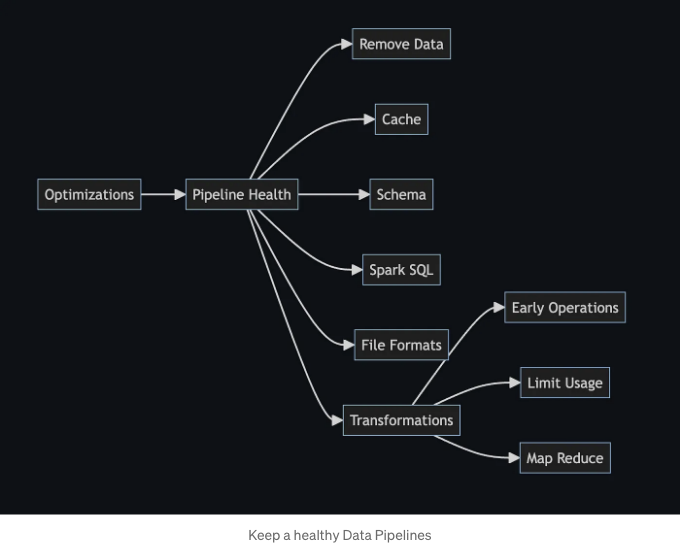 Remove Data
Cache
Optimizations
Pipeline Health
Schema
Spark SQL
Early Operations
File Formats
Limit Usage
Transformations
Map Reduce
Keep a healthy Data Pipelines